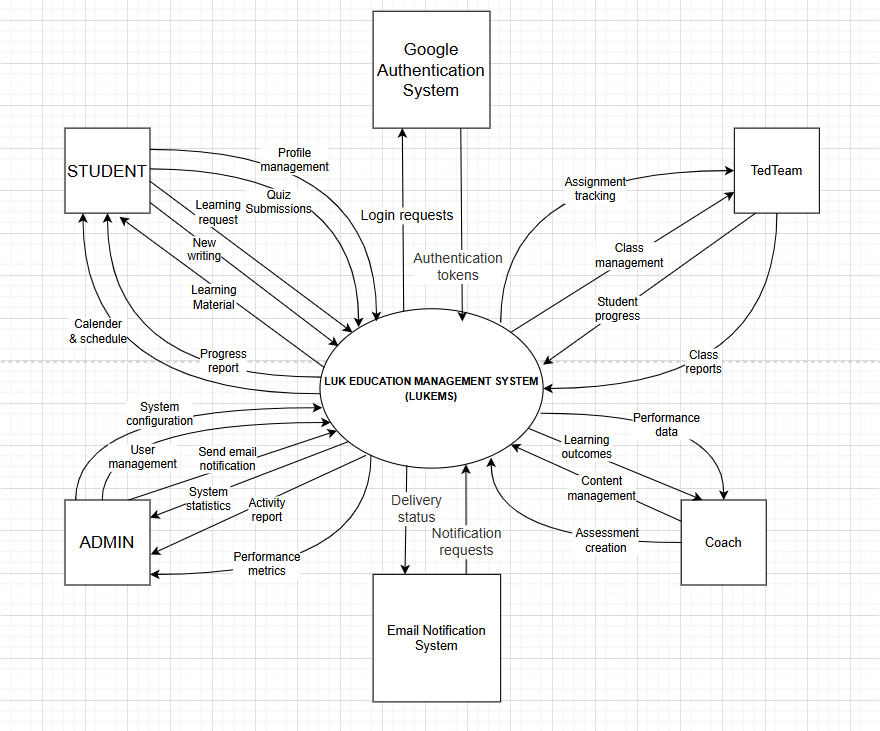 Google
Authentication
System
STUDENT
TedTeam
Profile
management
Quiz
Submissions
Learning
request
New
writing
Learning
Material
Calender
& schedule
Progress
report
Login requests
Authentication
tokens
Assignment
tracking
Class
management
Student
progress
Class
reports
LUK EDUCATION MANAGEMENT SYSTEM
(LUKEMS)
System
configuration
User
management
Send email
notification
System
statistics
Activity
report
Performance
metrics
Delivery
status
Notification
requests
Performance
data
Learning
outcomes
Content
management
Assessment
creation
ADMIN
Coach
Email Notification
System